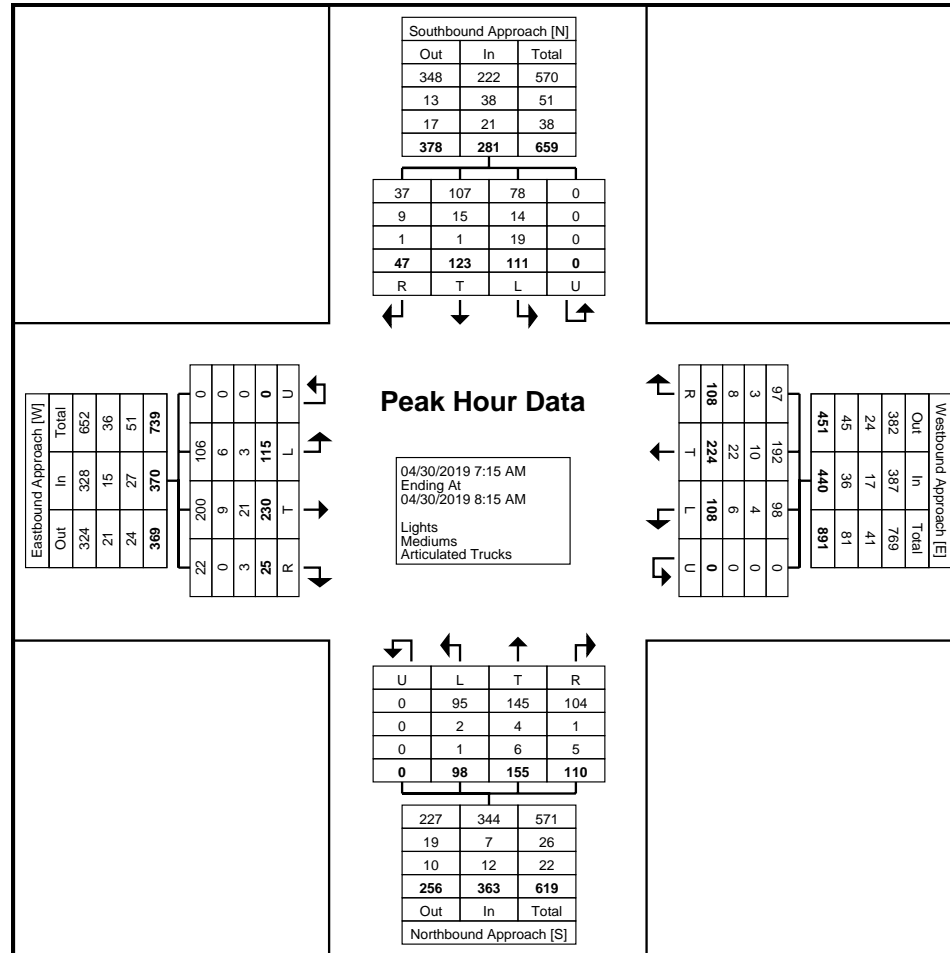 Southbound Approach [N]
Out In Total
348 222 570
13 38 51
17 21 38
378 281 659
37 107 78 0
9 15 14 0
1 1 19 0
47 123 111 0
R T L U
Eastbound Approach [W]
Out In Total
324 328 652
21 15 36
24 27 51
369 370 739
22 200 106 0
0 9 6 0
3 21 3 0
25 230 115 0
R T L U
Peak Hour Data
04/30/2019 7:15 AM
Ending At
04/30/2019 8:15 AM
Lights
Mediums
Articulated Trucks
Westbound Approach [E]
Out In Total
382 387 769
24 17 41
45 36 81
451 440 891
97 192 98 0
3 10 4 0
8 22 6 0
108 224 108 0
R T L U
U L T R
0 95 145 104
0 2 4 1
0 1 6 5
0 98 155 110
227 344 571
19 7 26
10 12 22
256 363 619
Out In Total
Northbound Approach [S]